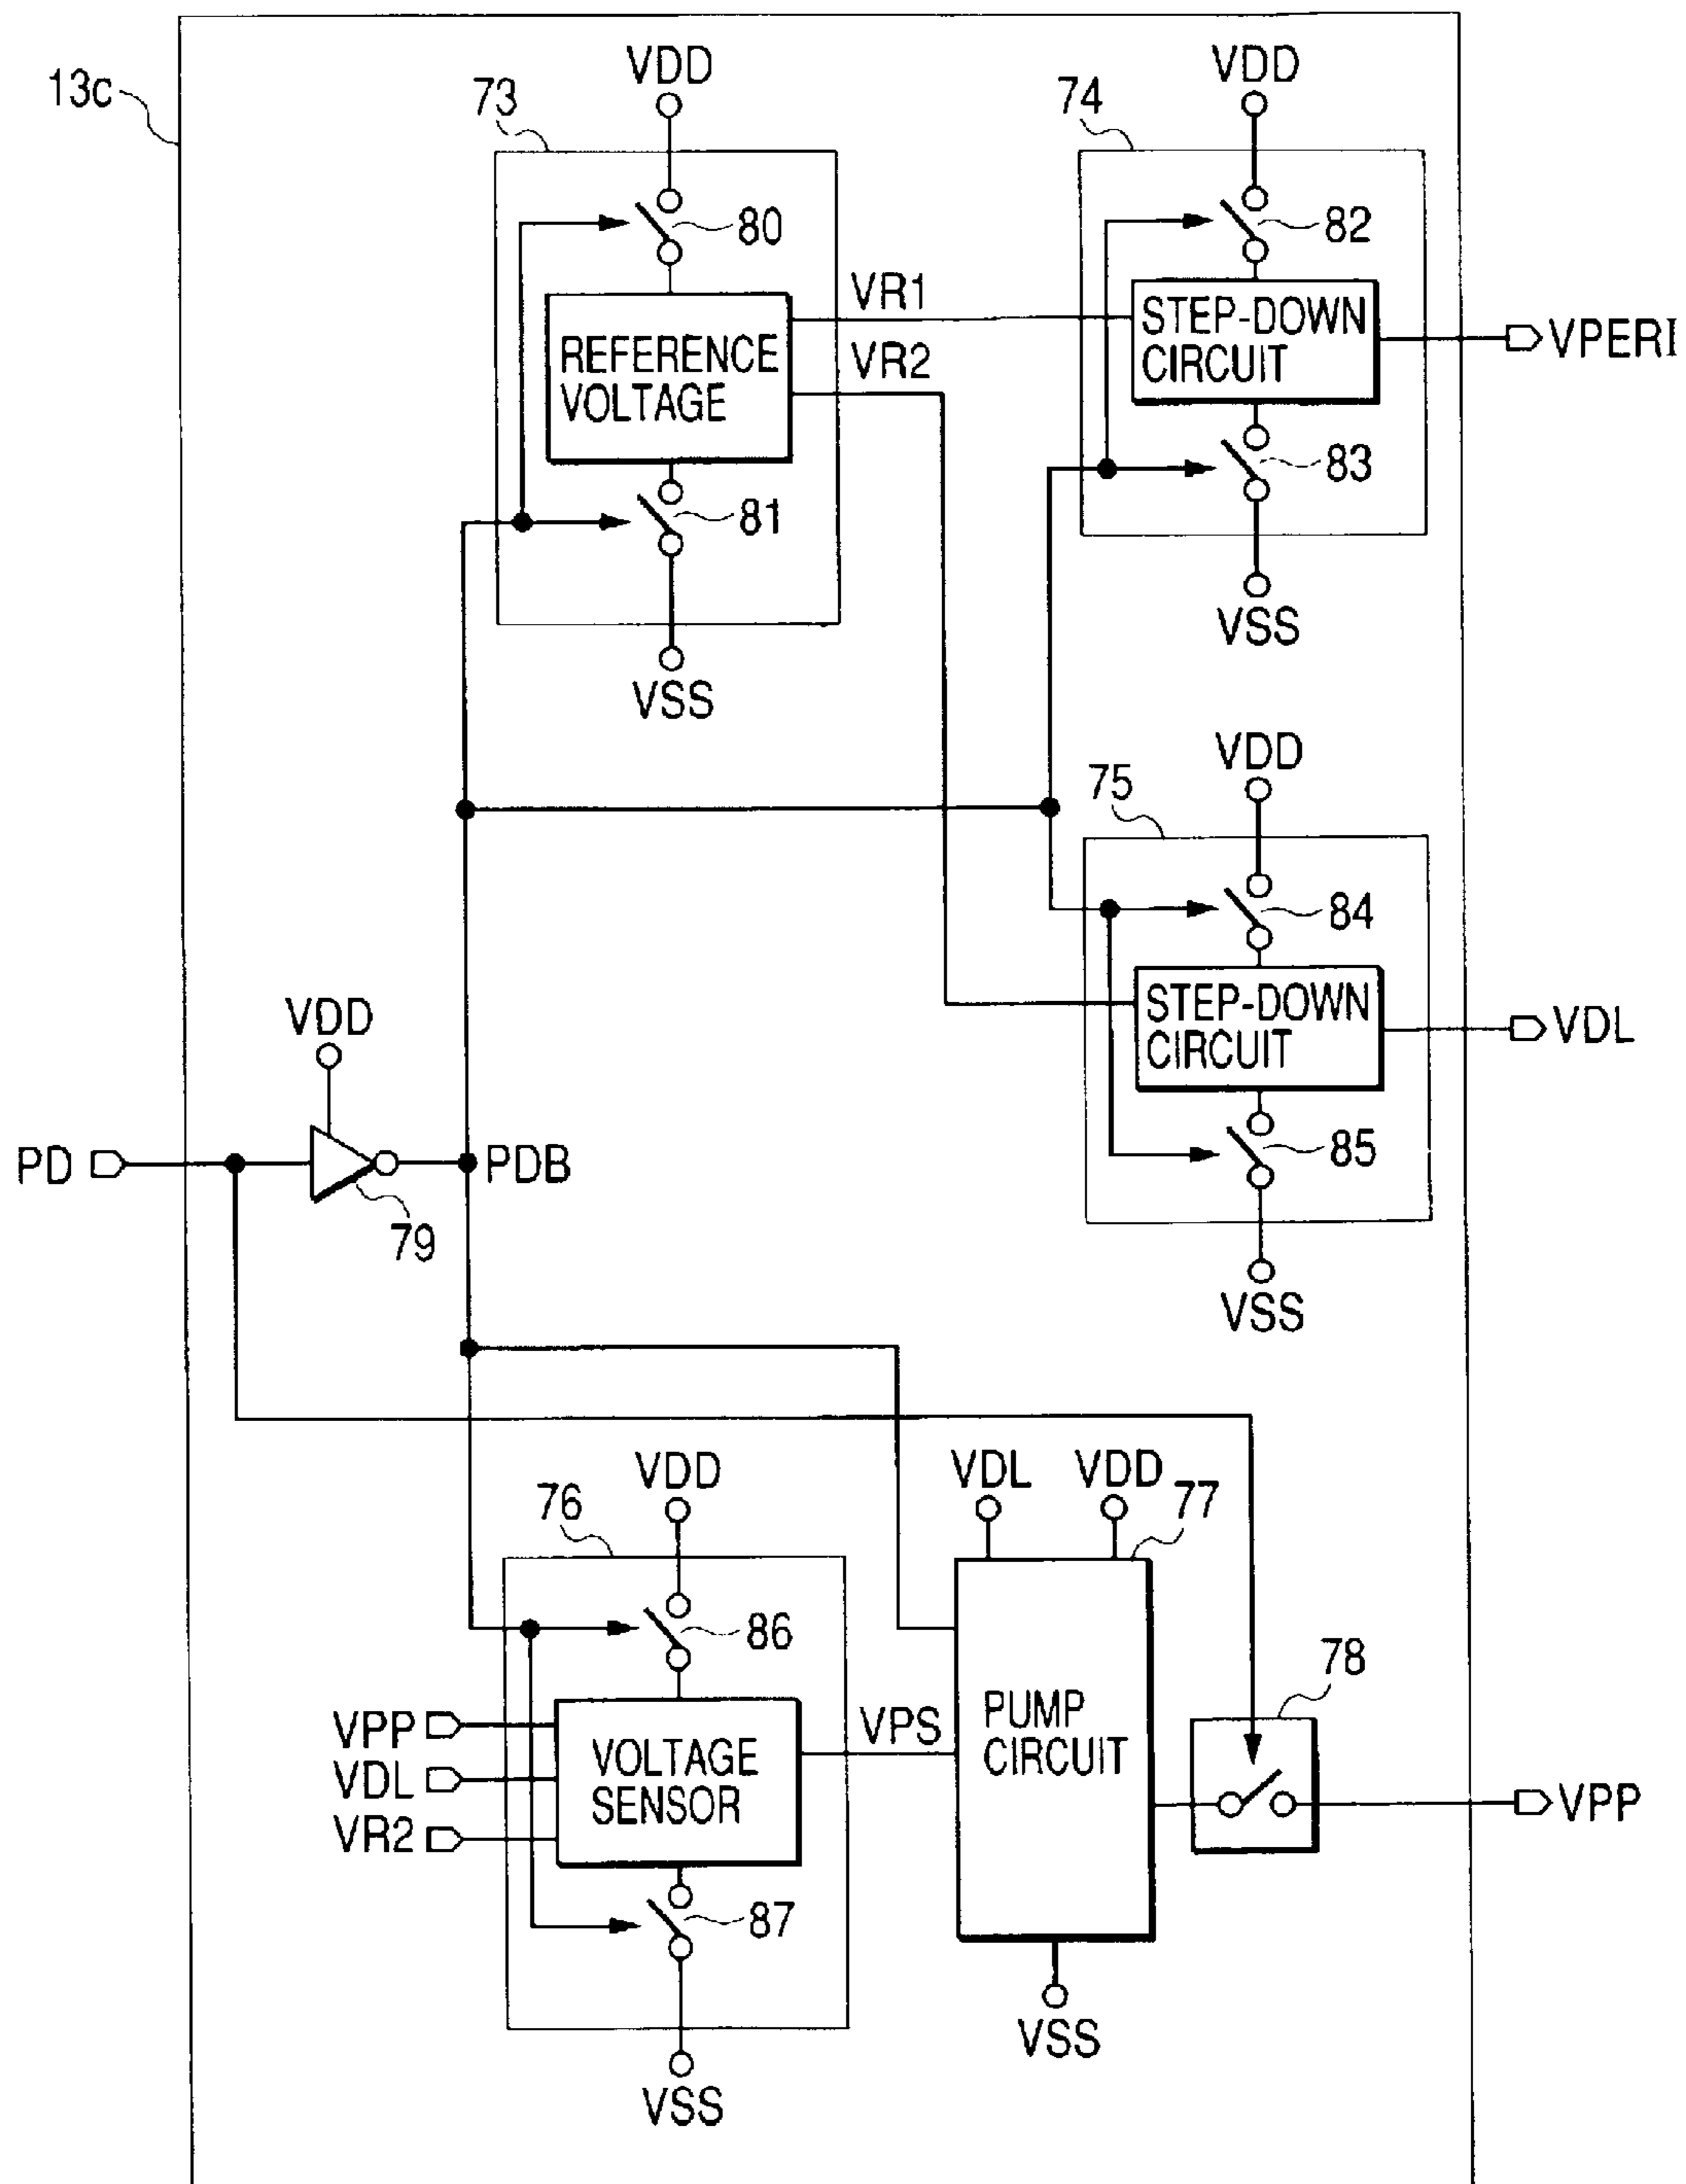 13c
73
VDD
80
REFERENCE
VOLTAGE
81
VSS
VR1
VR2
74
VDD
82
STEP-DOWN
CIRCUIT
83
VSS
VPERI
75
VDD
84
STEP-DOWN
CIRCUIT
85
VSS
VDL
VDD
PD
PDB
79
76
VDD
86
VPP
VDL
VR2
VOLTAGE
SENSOR
87
VSS
VPS
VDL
VDD
77
PUMP
CIRCUIT
VSS
78
VPP